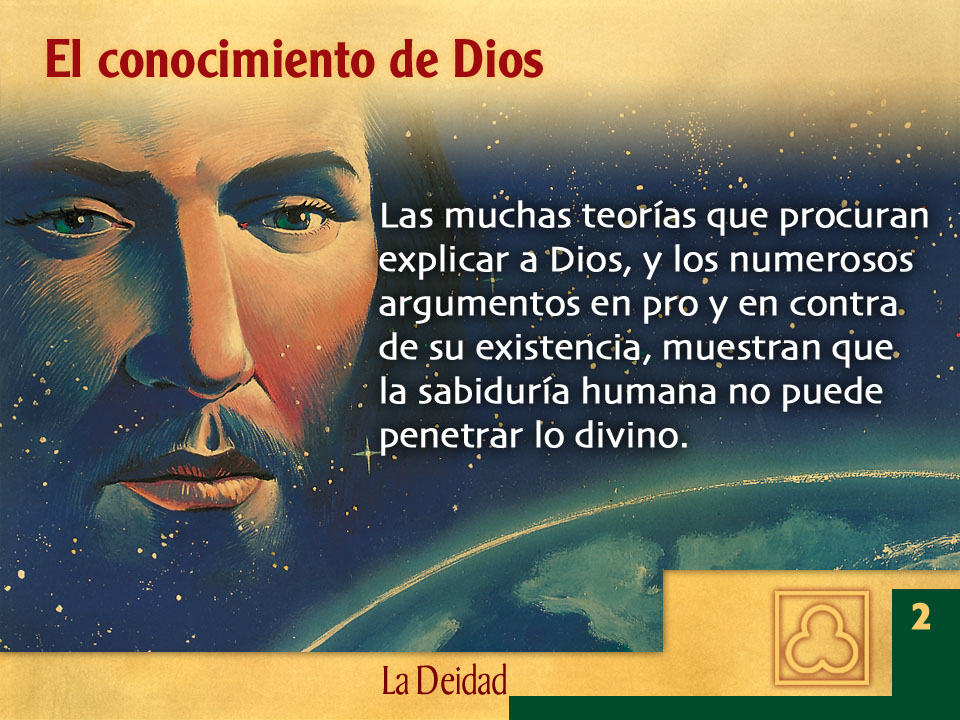 El conocimiento de Dios
Las muchas teorías que procuran
explicar a Dios, y los numerosos
argumentos en pro y en contra
de su existencia, muestran que
la sabiduría humana no puede
penetrar lo divino.
2
La Deidad